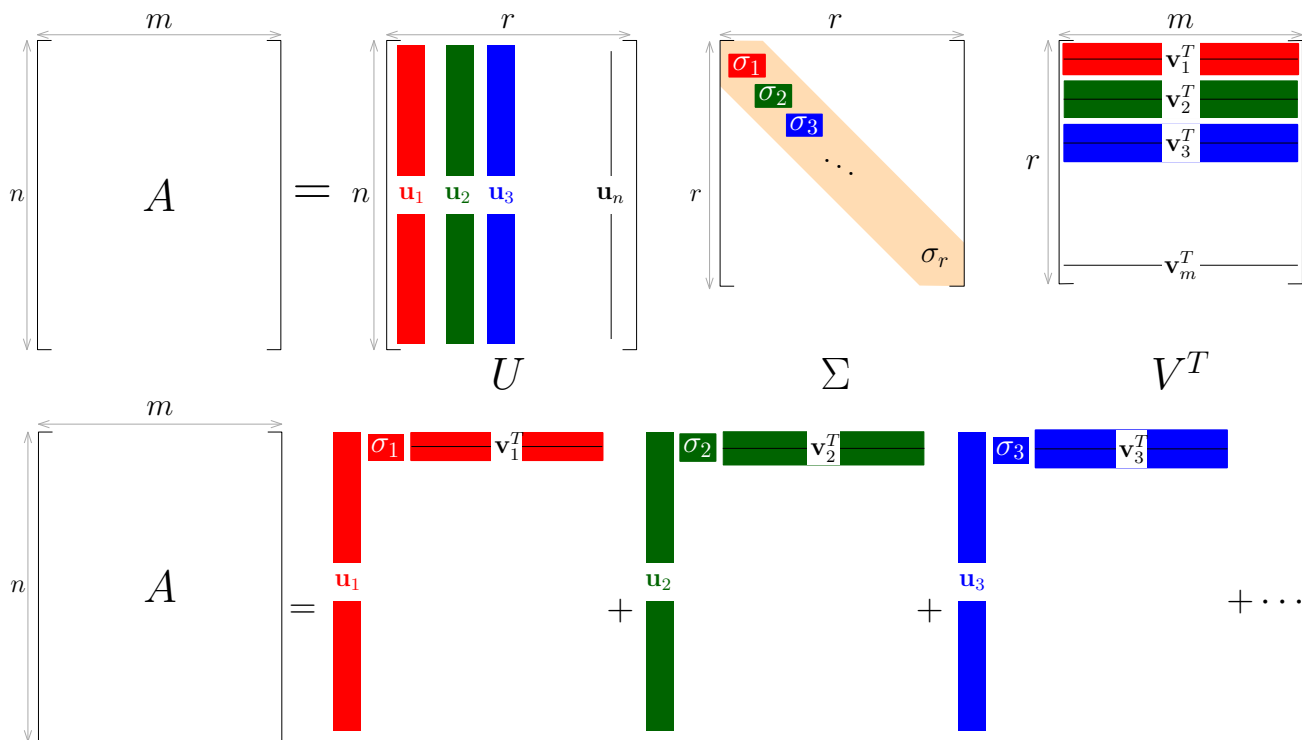 m r r m
n A = n u₁ u₂ u₃ uₙ r σ₁ σ₂ σ₃ ⋱ σᵣ r v₁ᵀ v₂ᵀ v₃ᵀ vₘᵀ
U Σ Vᵀ
m
n A = u₁ σ₁ v₁ᵀ + u₂ σ₂ v₂ᵀ + u₃ σ₃ v₃ᵀ + ⋯